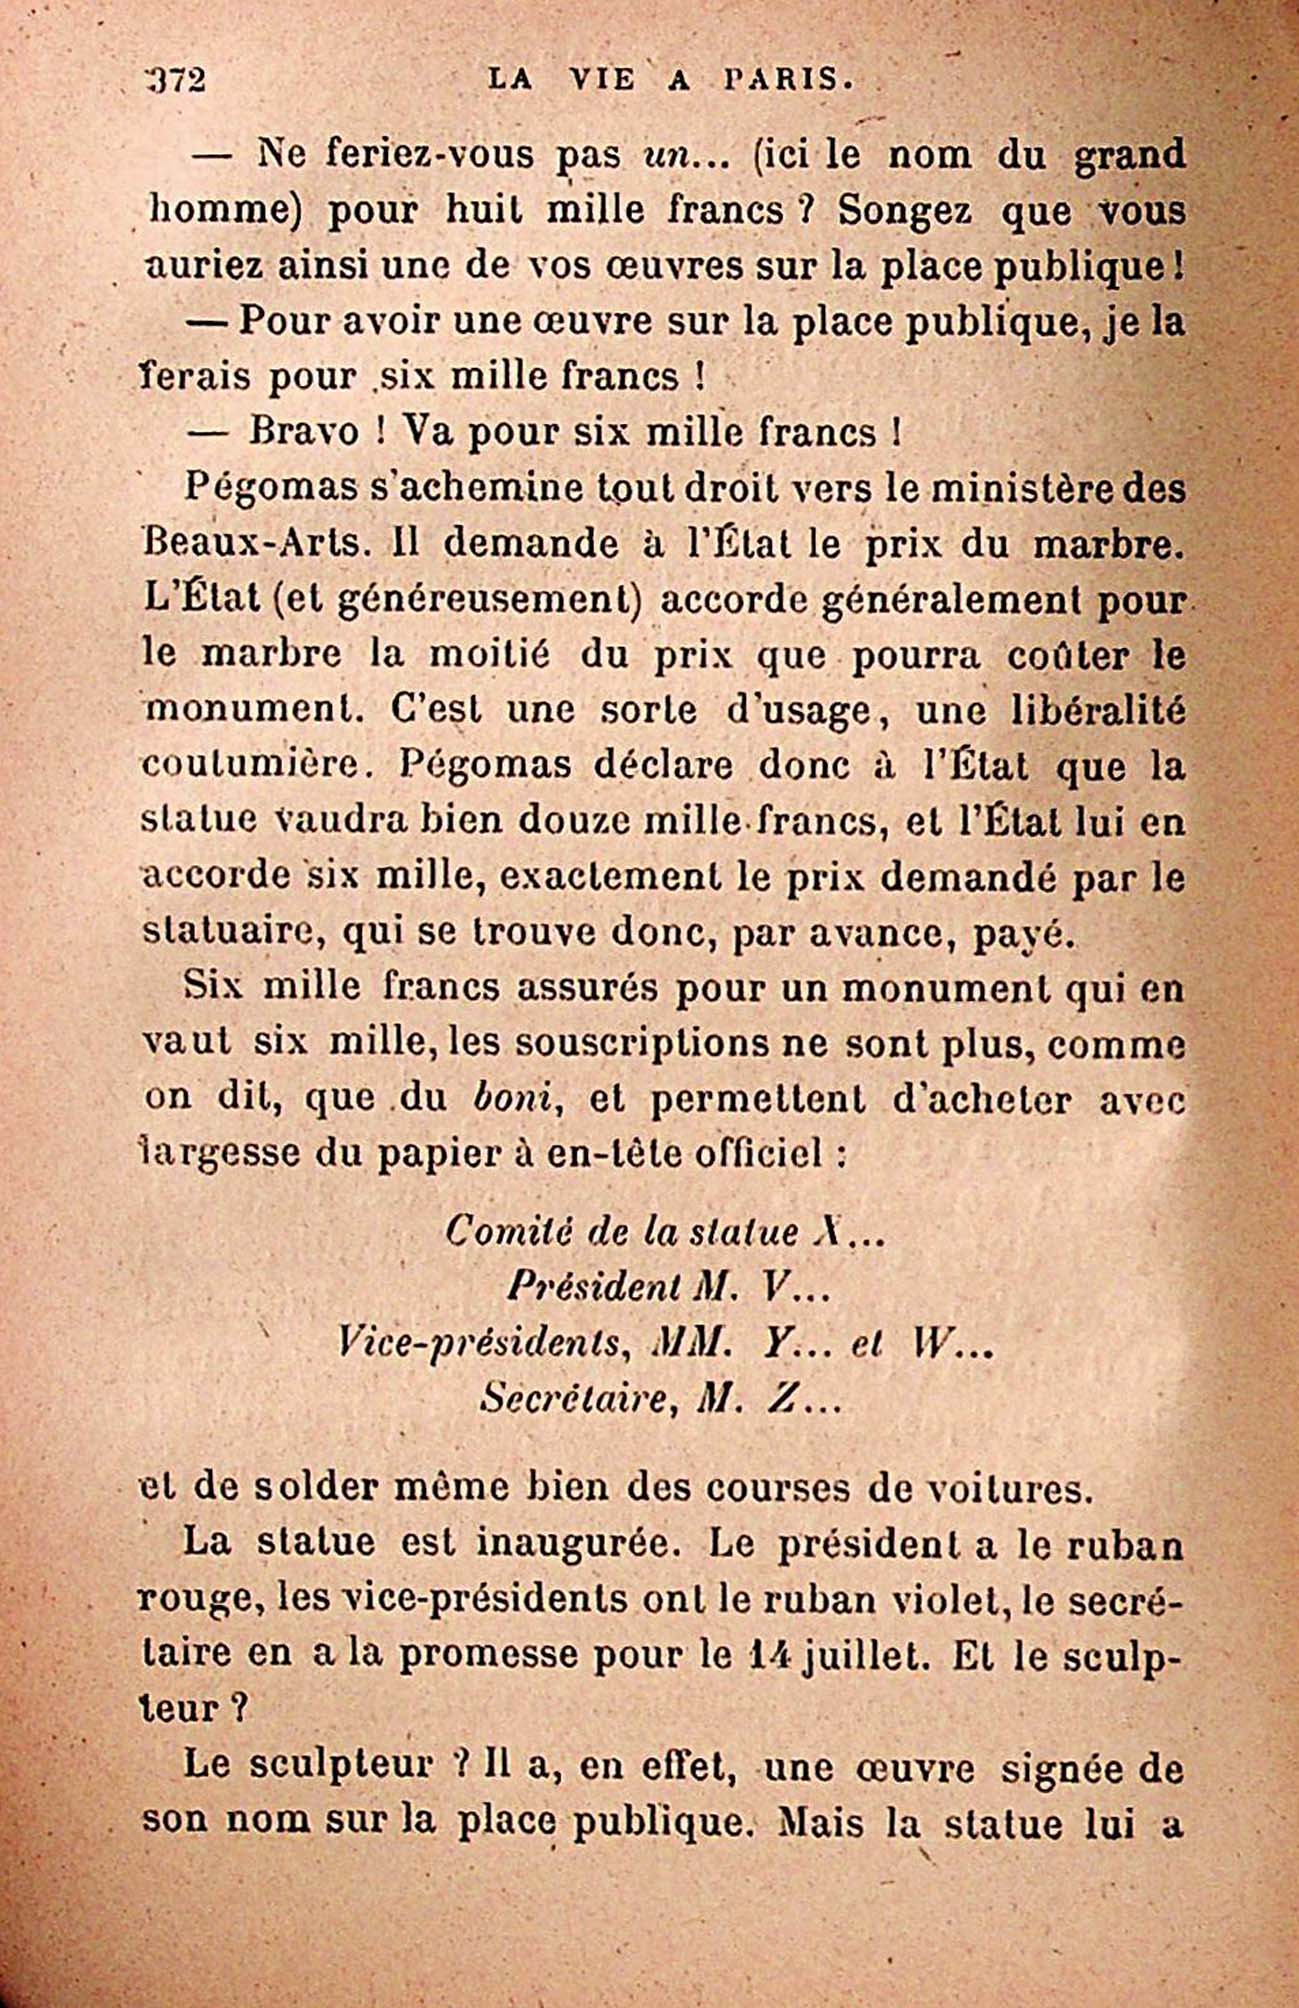 372 LA VIE A PARIS.
— Ne feriez-vous pas un... (ici le nom du grand
homme) pour huit mille francs ? Songez que vous
auriez ainsi une de vos œuvres sur la place publique !
— Pour avoir une œuvre sur la place publique, je la
ferais pour six mille francs !
— Bravo ! Va pour six mille francs !
Pégomas s'achemine tout droit vers le ministère des
Beaux-Arts. Il demande à l'État le prix du marbre.
L'État (et généreusement) accorde généralement pour
le marbre la moitié du prix que pourra coûter le
monument. C'est une sorte d'usage, une libéralité
coutumière. Pégomas déclare donc à l'État que la
statue vaudra bien douze mille francs, et l'État lui en
accorde six mille, exactement le prix demandé par le
statuaire, qui se trouve donc, par avance, payé.
Six mille francs assurés pour un monument qui en
vaut six mille, les souscriptions ne sont plus, comme
on dit, que du boni, et permettent d'acheter avec
largesse du papier à en-tête officiel :
Comité de la statue X...
Président M. V...
Vice-présidents, MM. Y... et W...
Secrétaire, M. Z...
et de solder même bien des courses de voitures.
La statue est inaugurée. Le président a le ruban
rouge, les vice-présidents ont le ruban violet, le secré-
taire en a la promesse pour le 14 juillet. Et le sculp-
teur ?
Le sculpteur ? Il a, en effet, une œuvre signée de
son nom sur la place publique. Mais la statue lui a